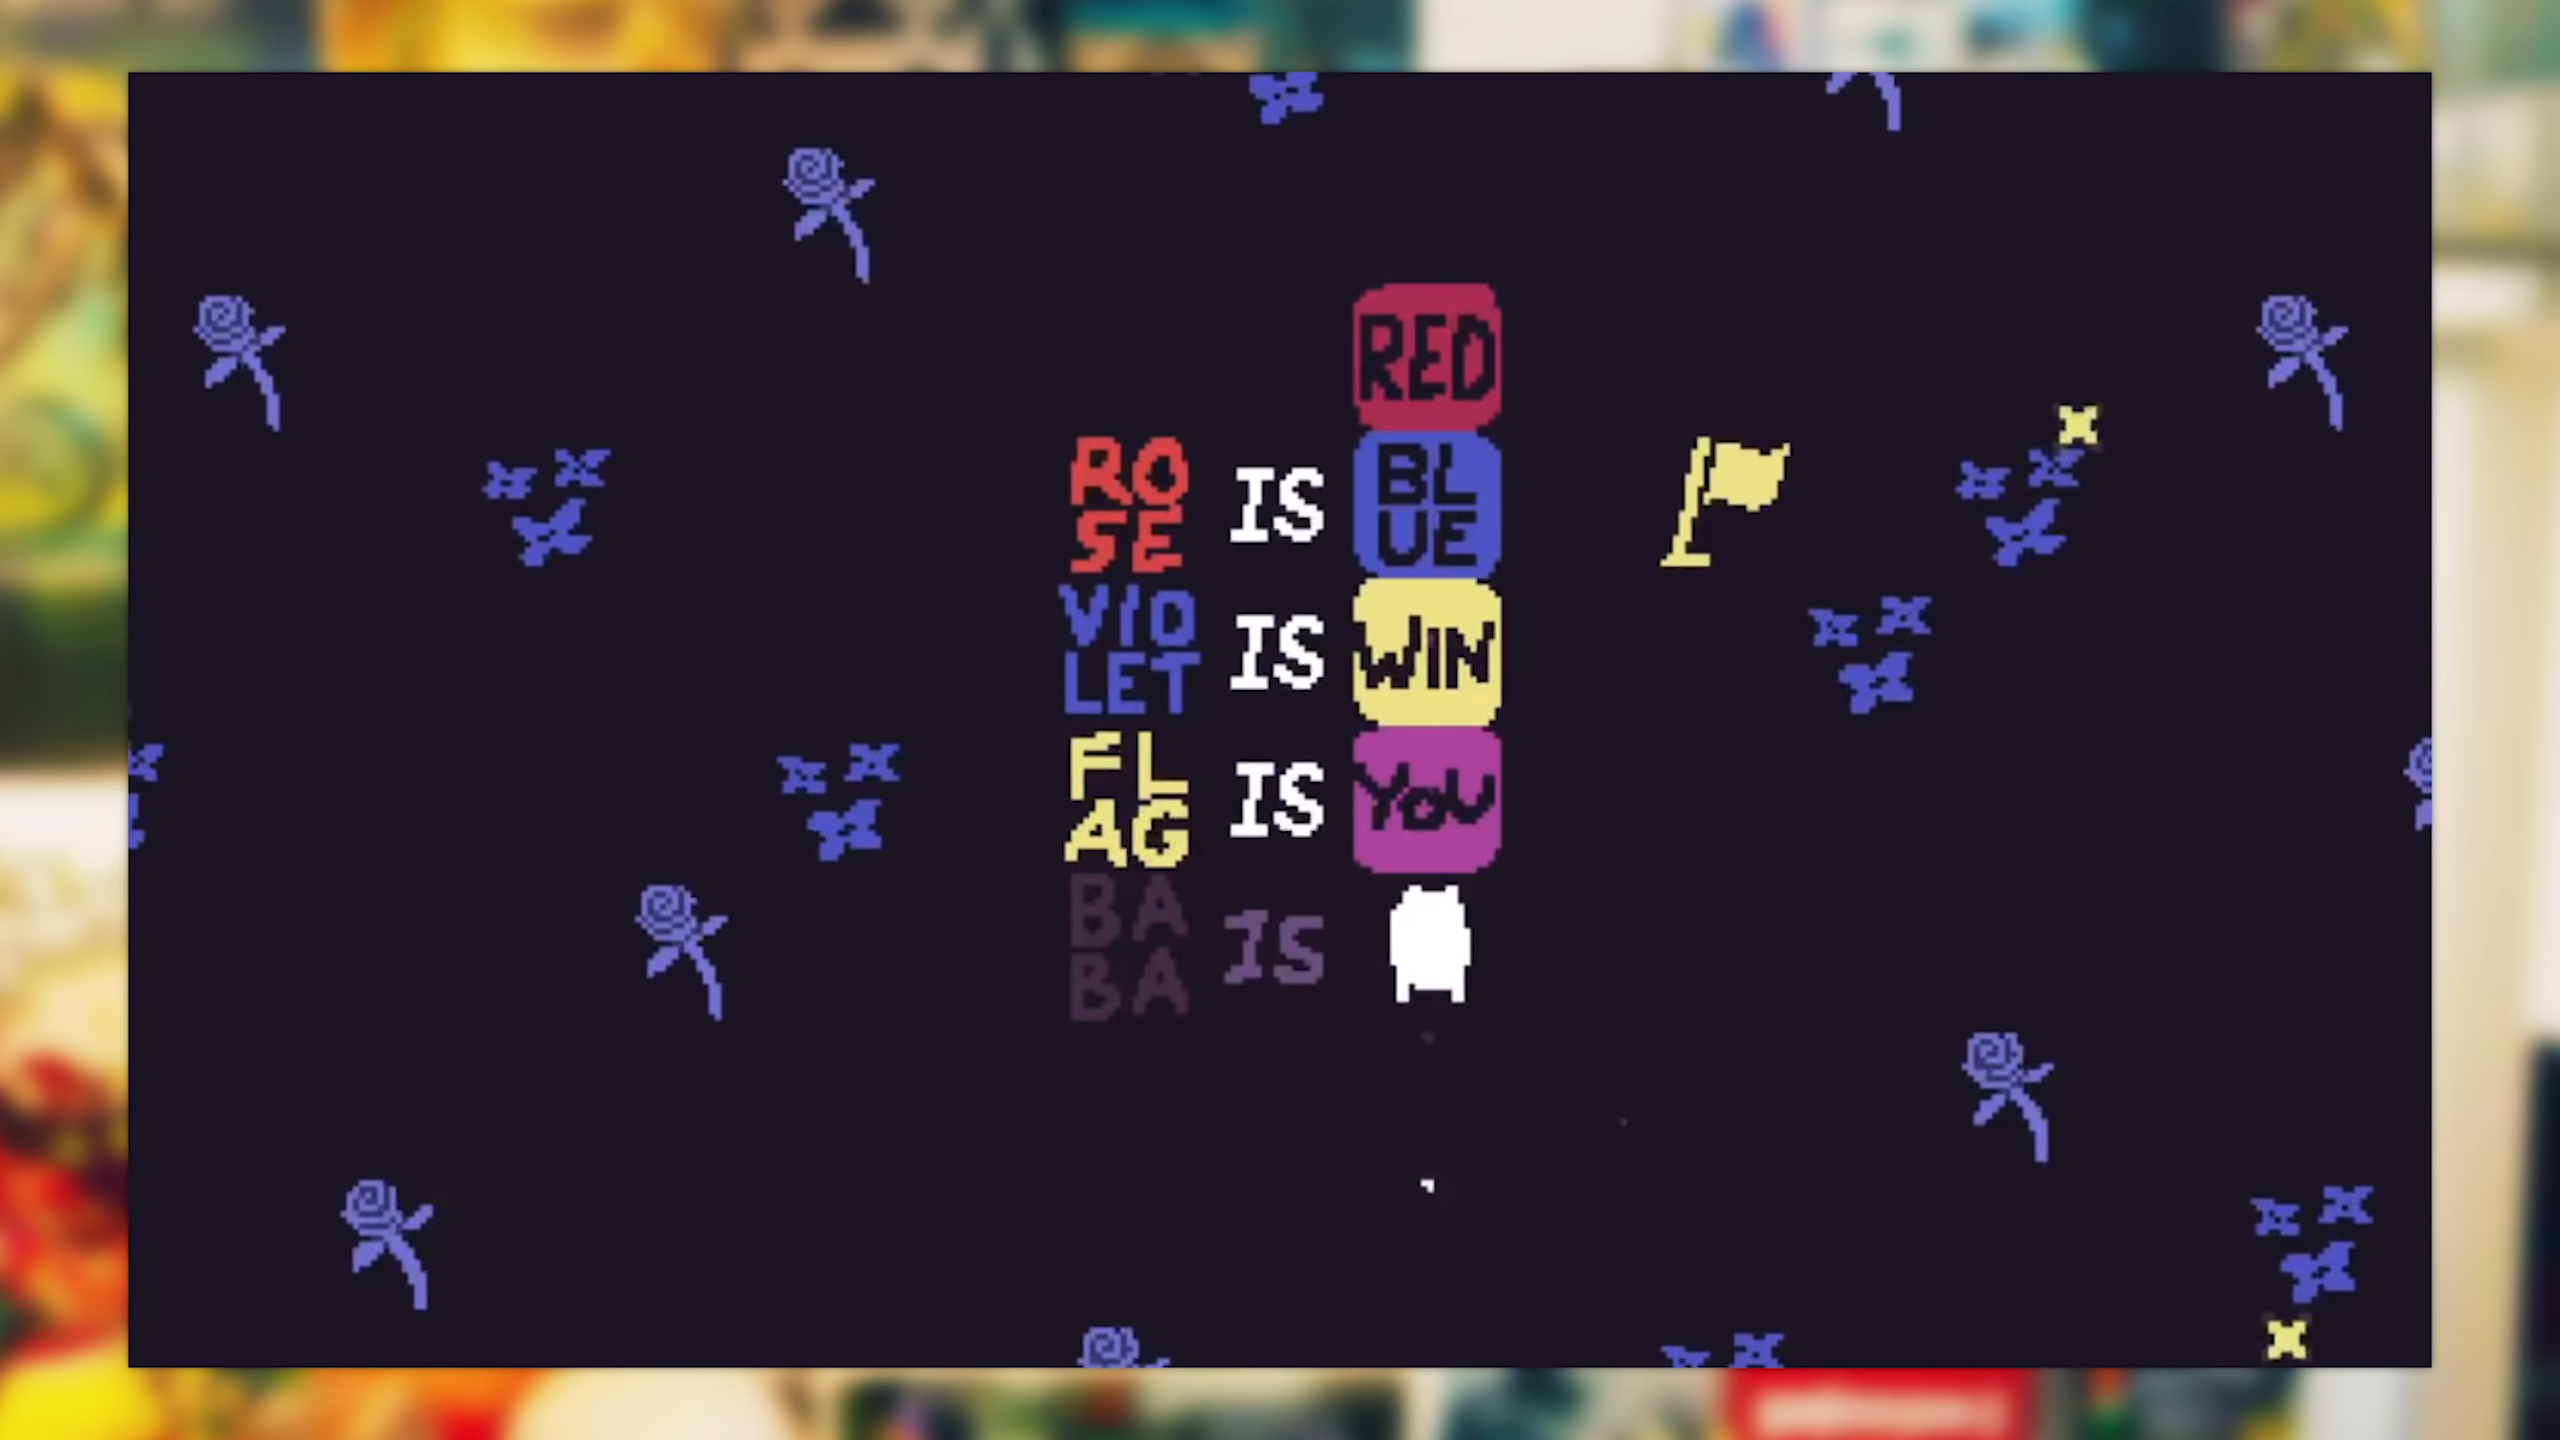 RED
ROSE IS BLUE
VIOLET IS WIN
FLAG IS YOU
BABA IS